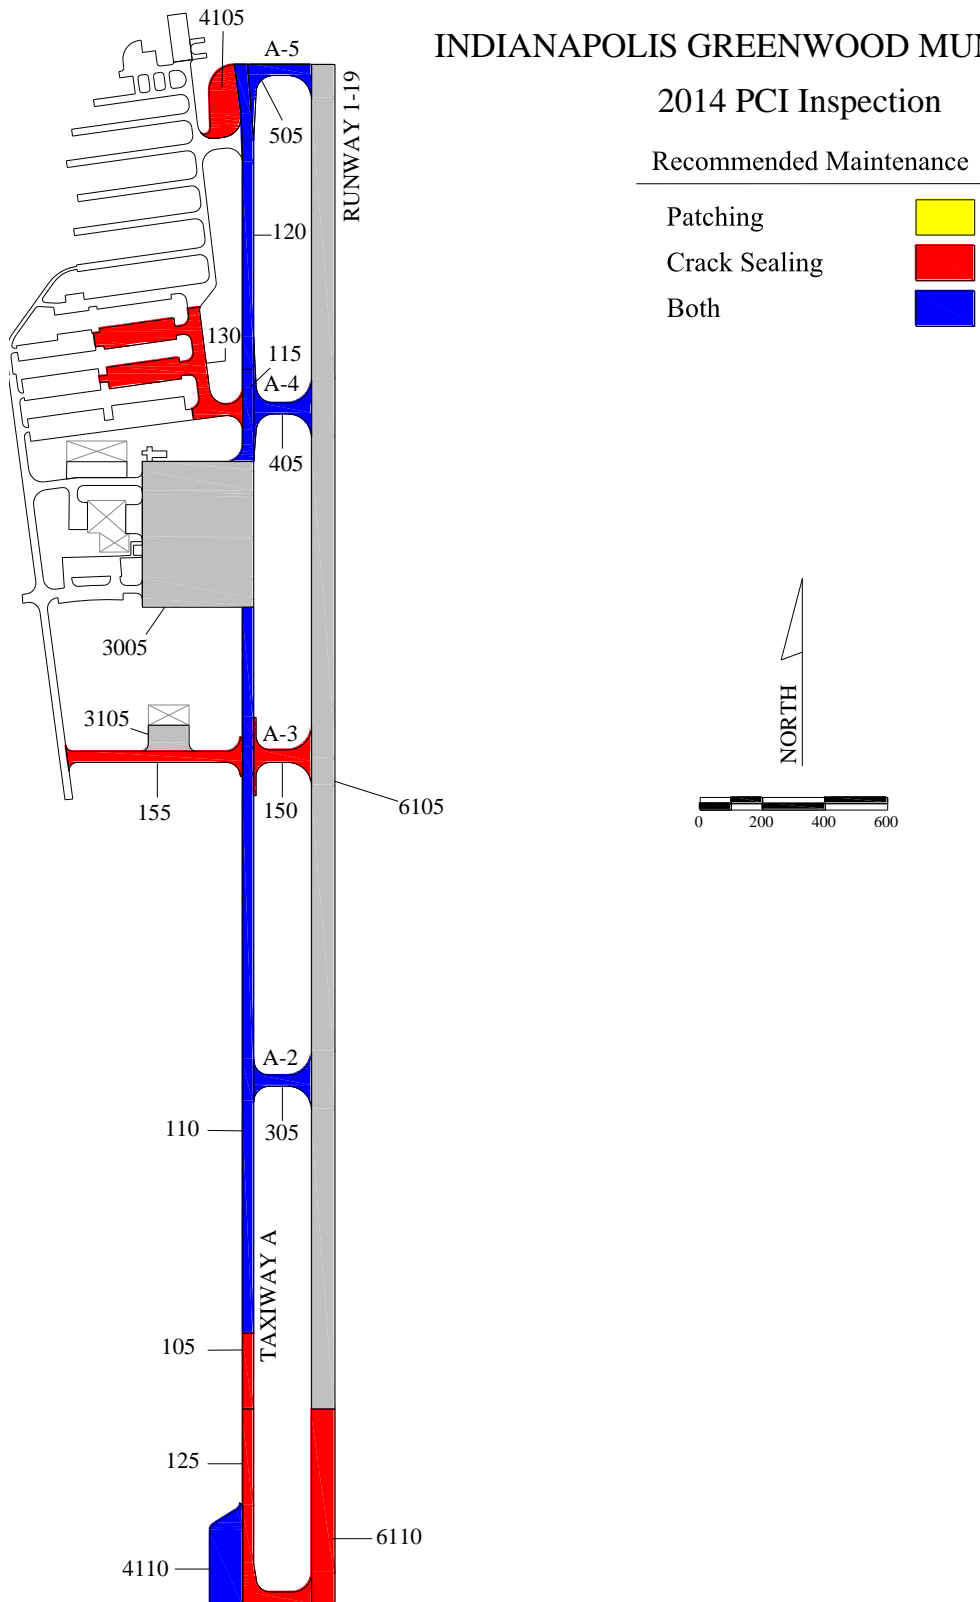 INDIANAPOLIS GREENWOOD MUN
2014 PCI Inspection
Recommended Maintenance
Patching
Crack Sealing
Both
4105
A-5
505
RUNWAY 1-19
120
130
115
A-4
405
3005
3105
A-3
155
150
6105
NORTH
0 200 400 600
A-2
305
110
TAXIWAY A
105
125
6110
4110